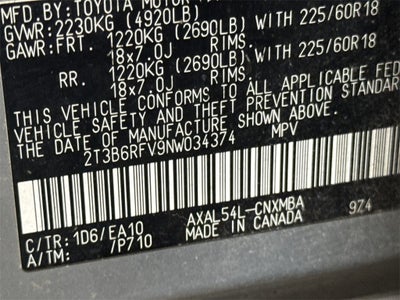 MFD.BY: TOYOTA MOTOR
GVWR: 2230KG (4920LB)
GAWR: FRT. 1220KG (2690LB) WITH 225/60R18
18x7.0J RIMS,
RR. 1220KG (2690LB) WITH 225/60R18
18x7.0J RIMS.
THIS VEHICLE CONFORMS TO ALL APPLICABLE FED
VEHICLE SAFETY AND THEFT PREVENTION STANDARD
THE DATE OF MANUFACTURE SHOWN ABOVE.
2T3B6RFV9NW034374 MPV
AXAL54L-CNXMBA
C/TR: 1D6/EA10 MADE IN CANADA 9Z4
A/TM: 7P710